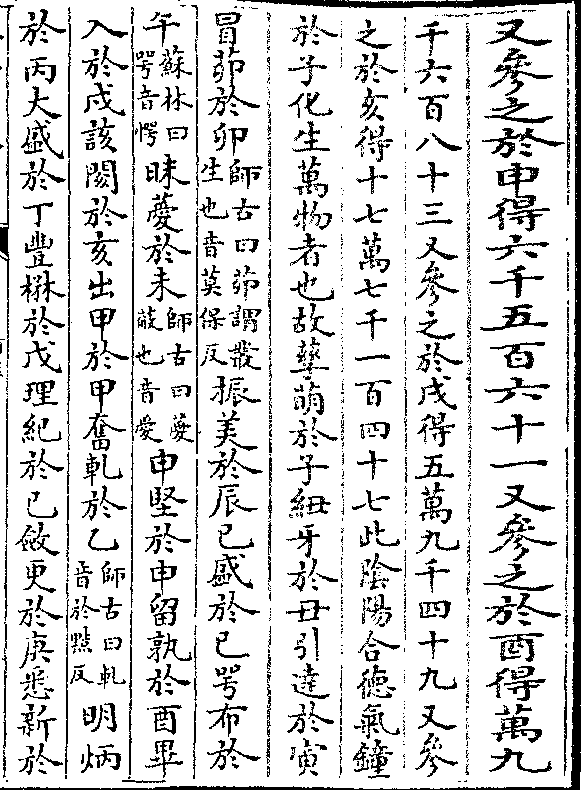 又參之於申得六千五百六十一又參之於酉得萬九
千六百八十三又參之於戌得五萬九千四十九又參
之於亥得十七萬七千一百四十七此陰陽合德氣鐘
於子化生萬物者也故孳萌於子紐牙於丑引達於寅
冒茆於卯師古曰茆謂叢生也音莫保反振美於辰已盛於巳咢布於
午蘇林曰咢音愕昧薆於未師古曰薆蔽也音愛申堅於申留孰於酉畢
入於戌該閡於亥出甲於甲奮軋於乙師古曰軋音於黠反明炳
於丙大盛於丁豐楙於戊理紀於己斂更於庚悉新於